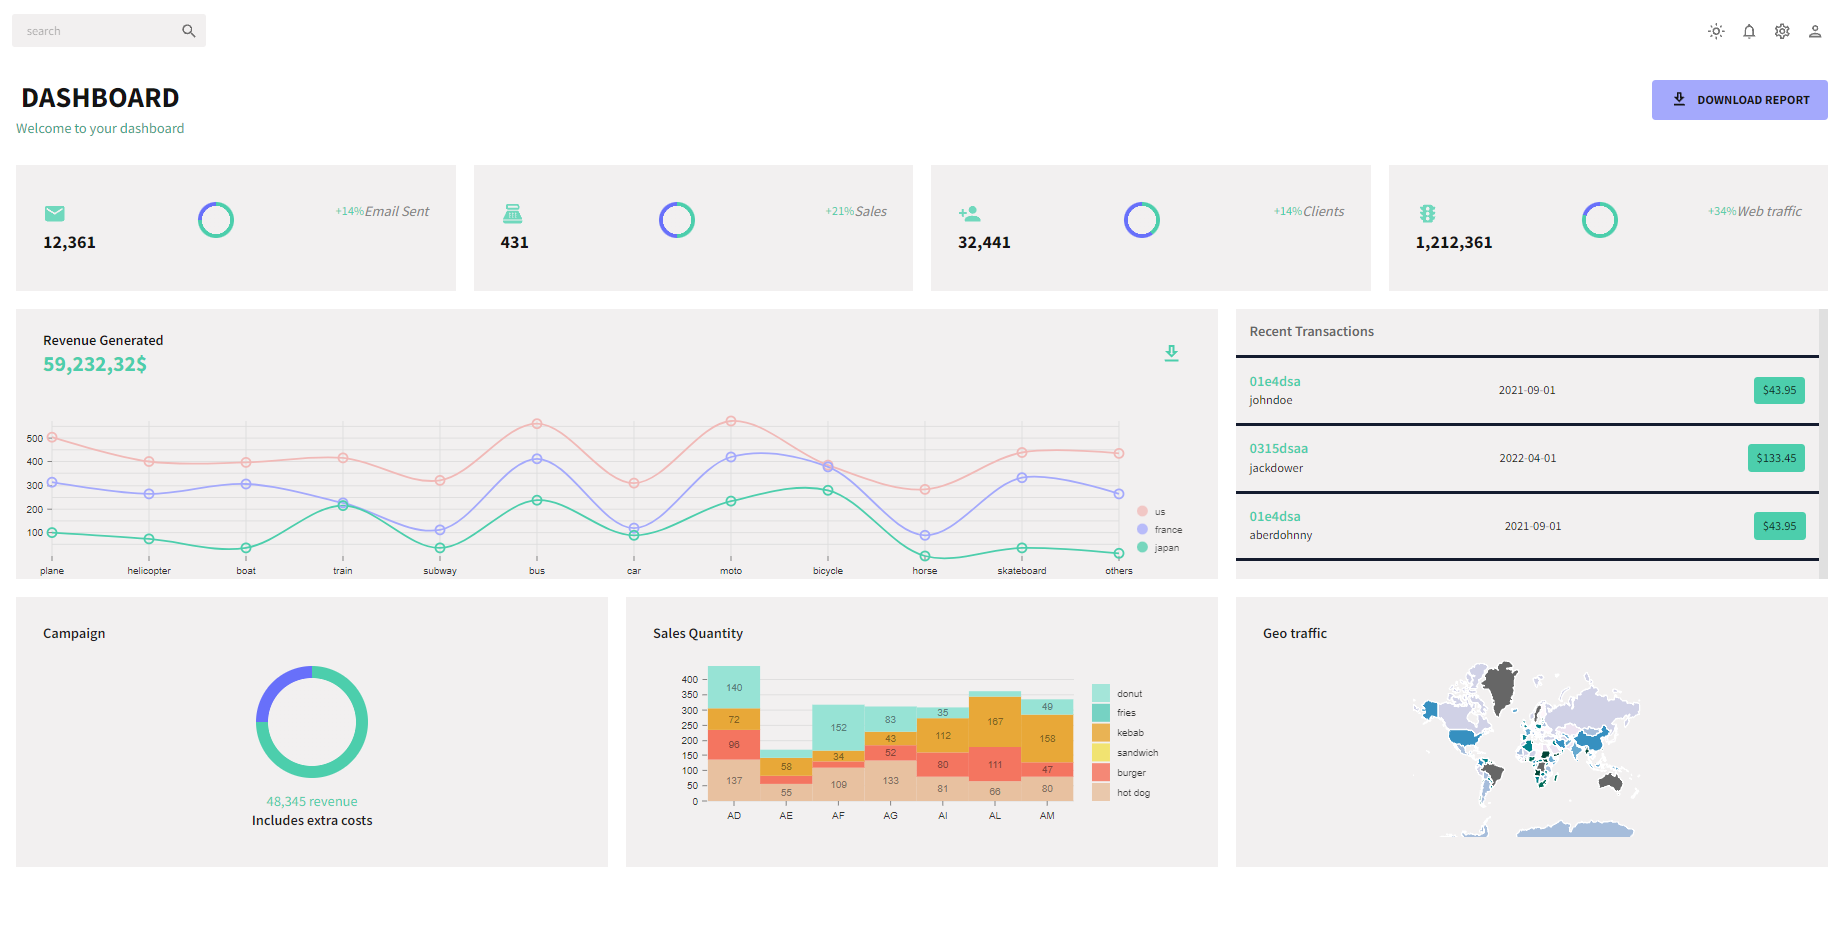 search
DASHBOARD
Welcome to your dashboard
DOWNLOAD REPORT
12,361
+14% Email Sent
431
+21% Sales
32,441
+14% Clients
1,212,361
+34% Web traffic
Revenue Generated
59,232,32$
500
400
300
200
100
plane helicopter boat train subway bus car moto bicycle horse skateboard others
us
france
japan
Recent Transactions
01e4dsa
johndoe
2021-09-01
$43.95
0315dsaa
jackdower
2022-04-01
$133.45
01e4dsa
aberdohnny
2021-09-01
$43.95
Campaign
48,345 revenue
Includes extra costs
Sales Quantity
400
350
300
250
200
150
100
50
0
140
72
96
137
58
55
152
34
109
83
43
52
133
35
112
80
81
167
111
66
49
158
47
80
AD AE AF AG AI AL AM
donut
fries
kebab
sandwich
burger
hot dog
Geo traffic